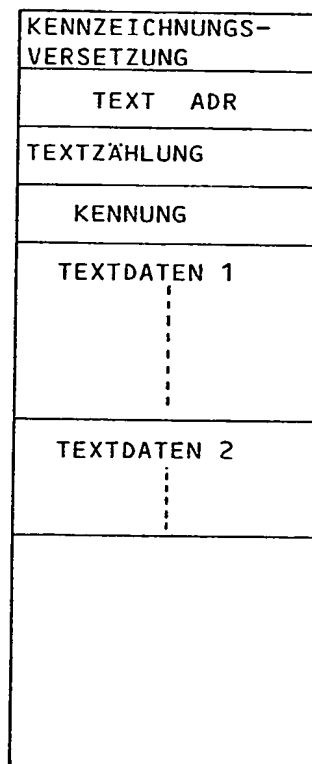 KENNZEICHNUNGS-
VERSETZUNG
TEXT ADR
TEXTZÄHLUNG
KENNUNG
TEXTDATEN 1
TEXTDATEN 2